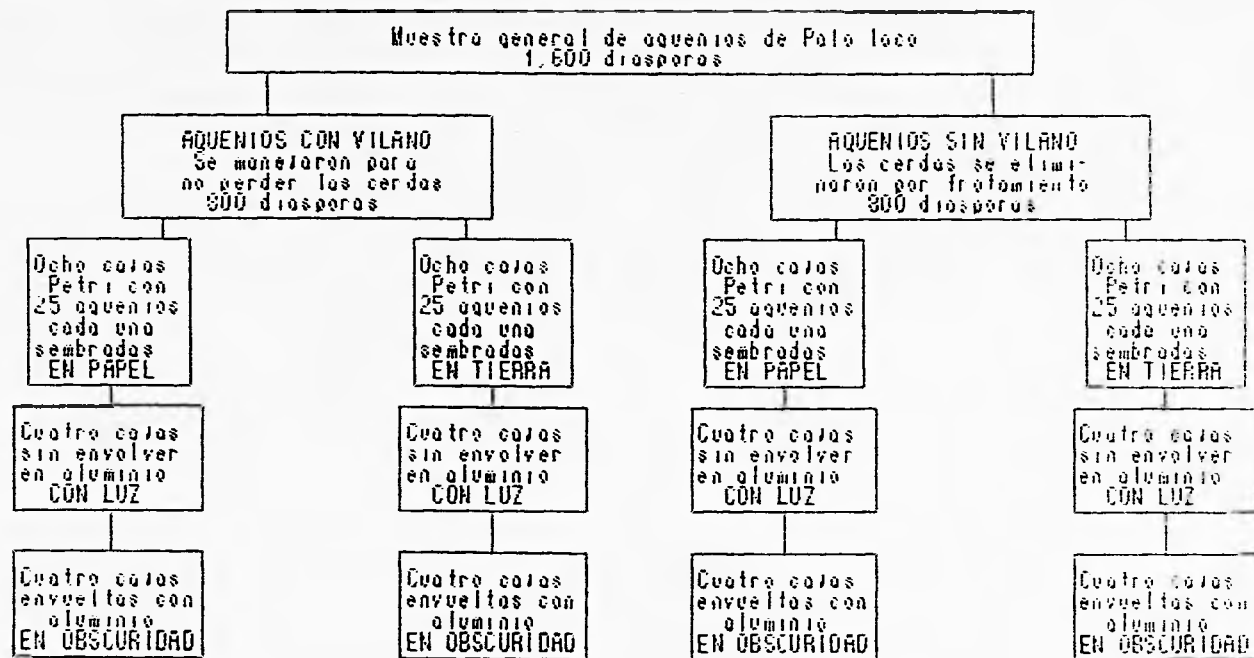 Muestra general de aquenios de Palo loco
1,600 diasporas
AQUENIOS CON VILANO
Se manejaron para
no perder las cerdas
800 diasporas
AQUENIOS SIN VILANO
Las cerdas se elimi-
naron por frotamiento
800 diasporas
Ocho cajas
Petri con
25 aquenios
cada una
sembradas
EN PAPEL
Ocho cajas
Petri con
25 aquenios
cada una
sembradas
EN TIERRA
Ocho cajas
Petri con
25 aquenios
cada una
sembradas
EN PAPEL
Ocho cajas
Petri con
25 aquenios
cada una
sembradas
EN TIERRA
Cuatro cajas
sin envolver
en aluminio
CON LUZ
Cuatro cajas
sin envolver
en aluminio
CON LUZ
Cuatro cajas
sin envolver
en aluminio
CON LUZ
Cuatro cajas
sin envolver
en aluminio
CON LUZ
Cuatro cajas
envueltas con
aluminio
EN OBSCURIDAD
Cuatro cajas
envueltas con
aluminio
EN OBSCURIDAD
Cuatro cajas
envueltas con
aluminio
EN OBSCURIDAD
Cuatro cajas
envueltas con
aluminio
EN OBSCURIDAD